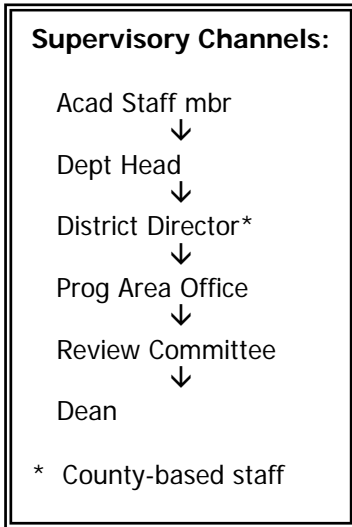 Supervisory Channels:
Acad Staff mbr
↓
Dept Head
↓
District Director*
↓
Prog Area Office
↓
Review Committee
↓
Dean
* County-based staff